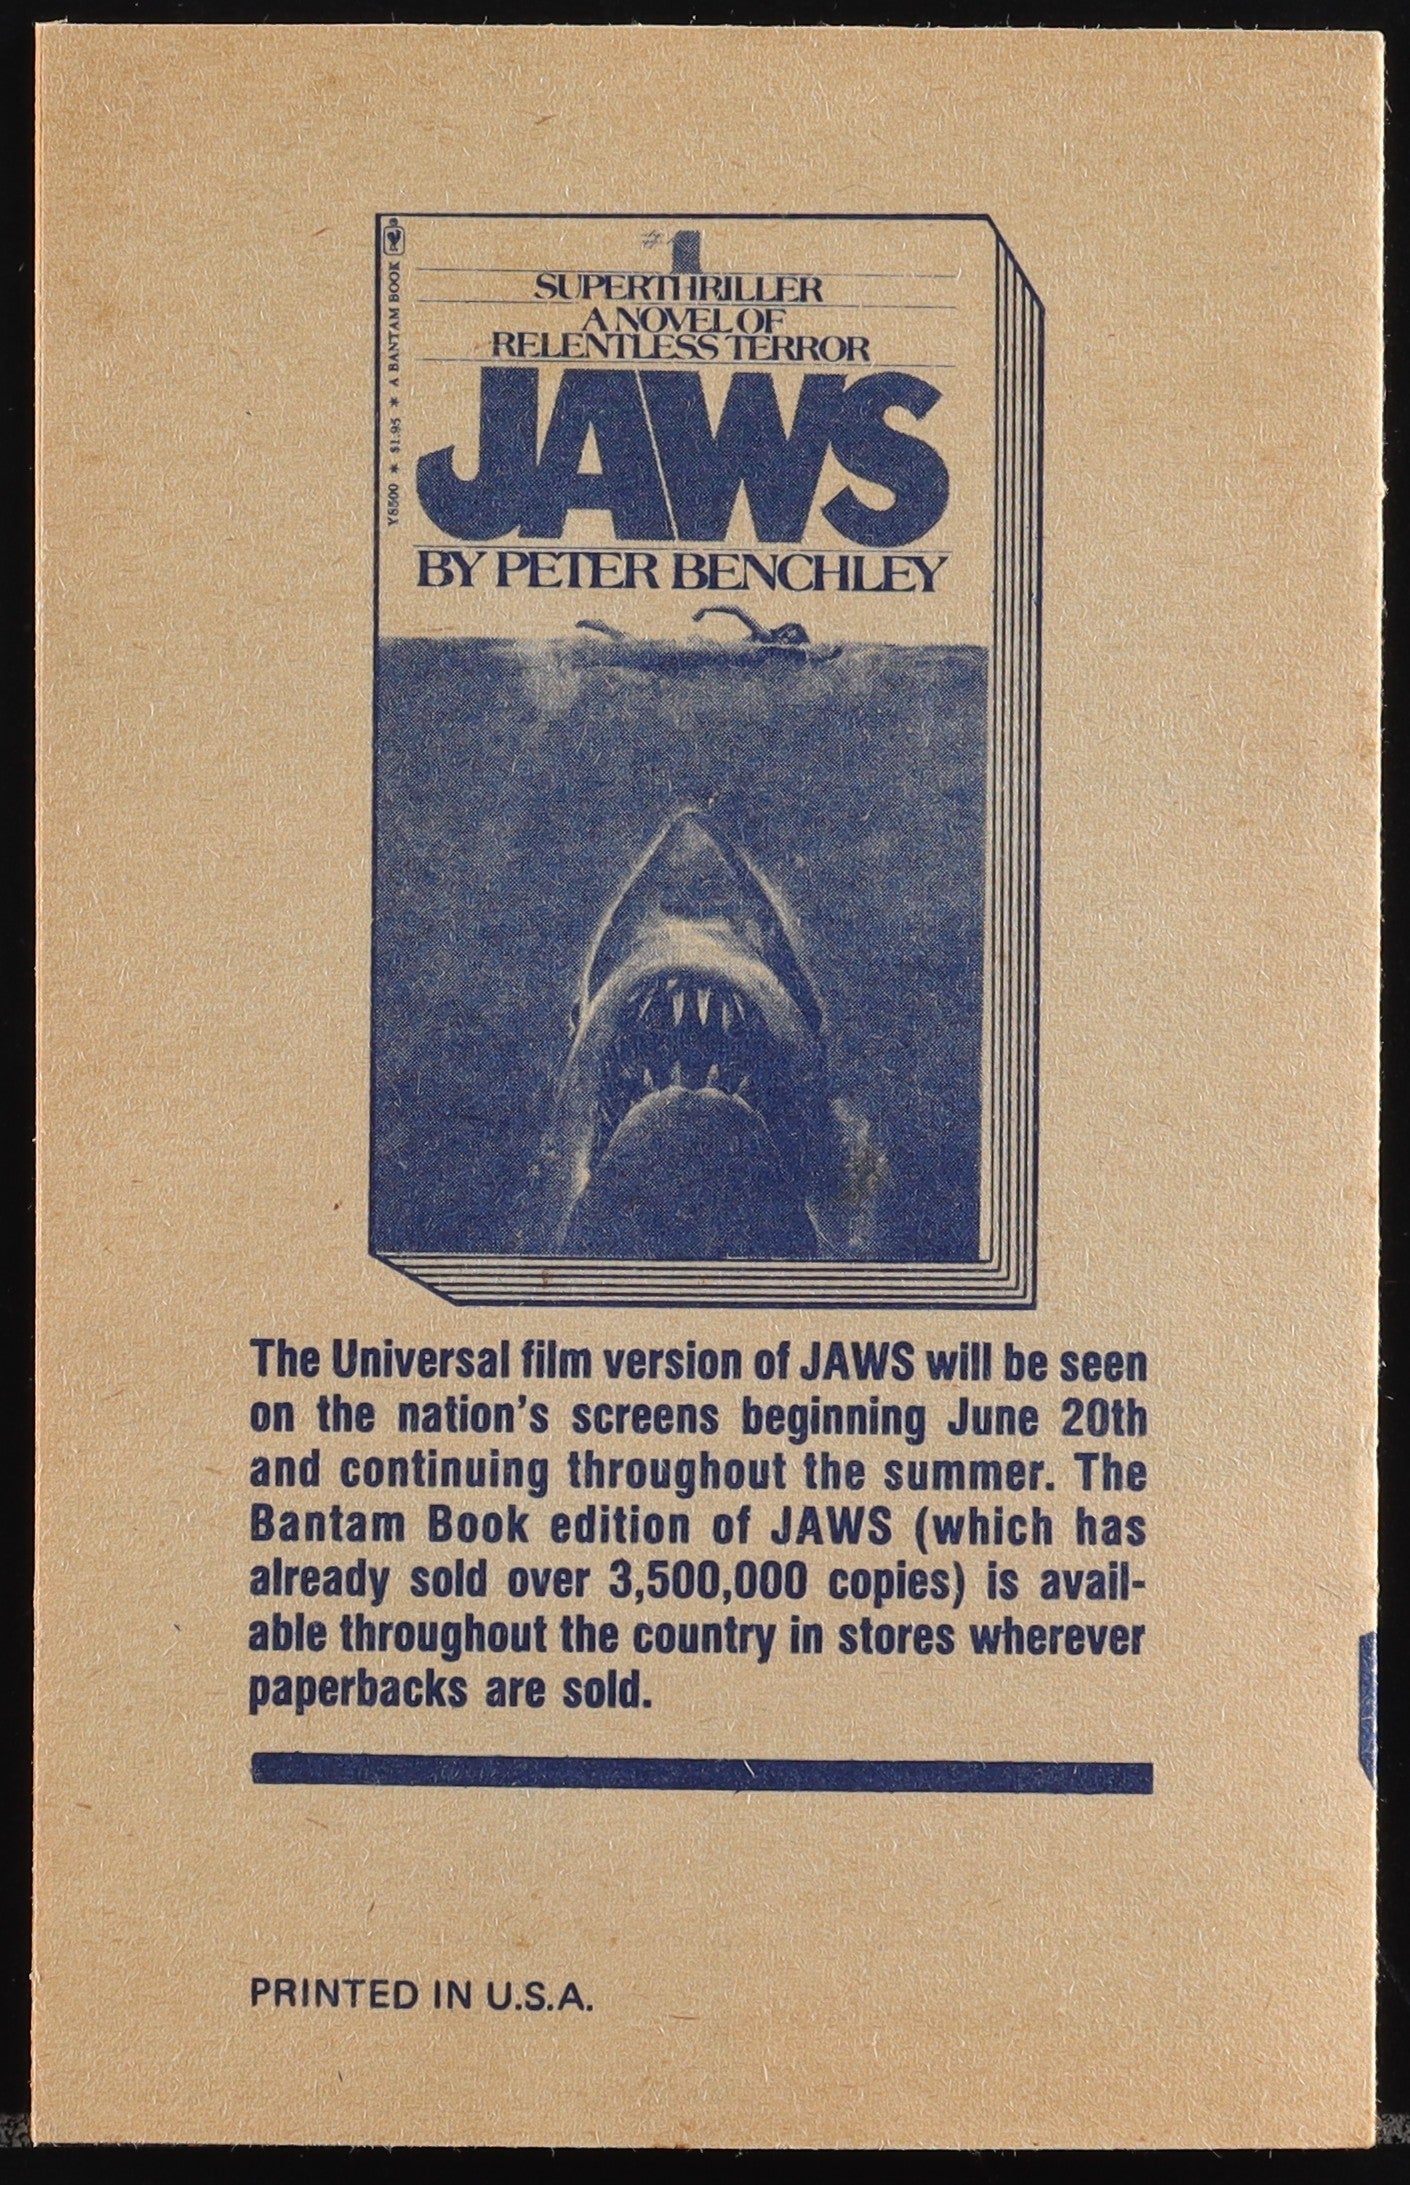 #1
SUPERTHRILLER
A NOVEL OF
RELENTLESS TERROR
JAWS
BY PETER BENCHLEY
Y8500 * $1.95 * A BANTAM BOOK
The Universal film version of JAWS will be seen
on the nation's screens beginning June 20th
and continuing throughout the summer. The
Bantam Book edition of JAWS (which has
already sold over 3,500,000 copies) is avail-
able throughout the country in stores wherever
paperbacks are sold.
PRINTED IN U.S.A.